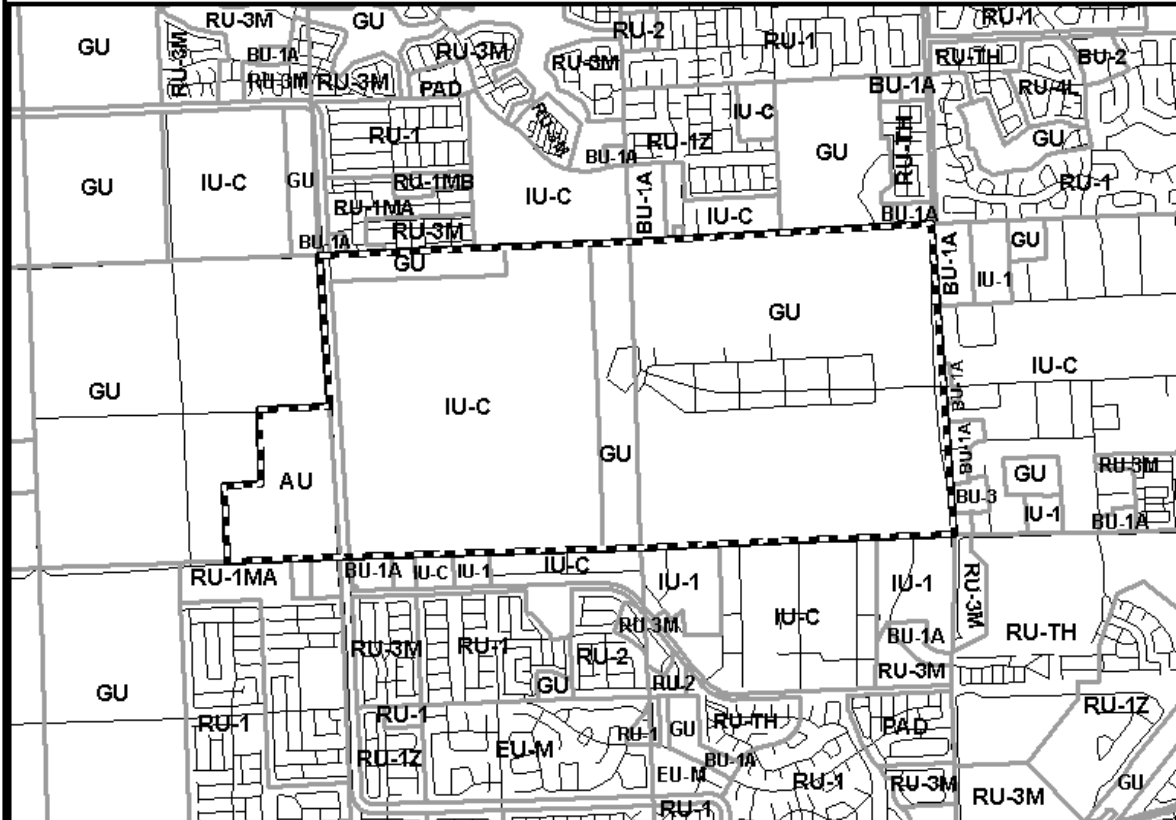 RU-3M
GU
RU-2
RU-1
RU-1
GU
RU-3M
BU-1A
RU-3M
RU-3M
RU-3M
PAD
RU-3M
RU-TH
BU-2
RU-3M
BU-1A
RU-4L
IU-C
RU-1
RU-1Z
BU-1A
GU
RU-TH
GU
GU
IU-C
GU
RU-1MB
RU-1MA
IU-C
BU-1A
IU-C
BU-1A
RU-1
RU-3M
BU-1A
GU
BU-1A
GU
IU-1
GU
GU
IU-C
BU-1A
IU-C
GU
BU-1A
AU
GU
BU-3
GU
RU-3M
IU-1
BU-1A
RU-1MA
BU-1A
IU-C
IU-1
IU-C
IU-1
IU-1
RU-3M
IU-C
RU-3M
RU-TH
RU-3M
RU-1
RU-2
BU-1A
RU-3M
GU
GU
RU-2
RU-1
RU-1
RU-1Z
EU-M
RU-1
GU
RU-TH
BU-1A
PAD
RU-1Z
EU-M
RU-1
RU-3M
RU-3M
GU
RU-1